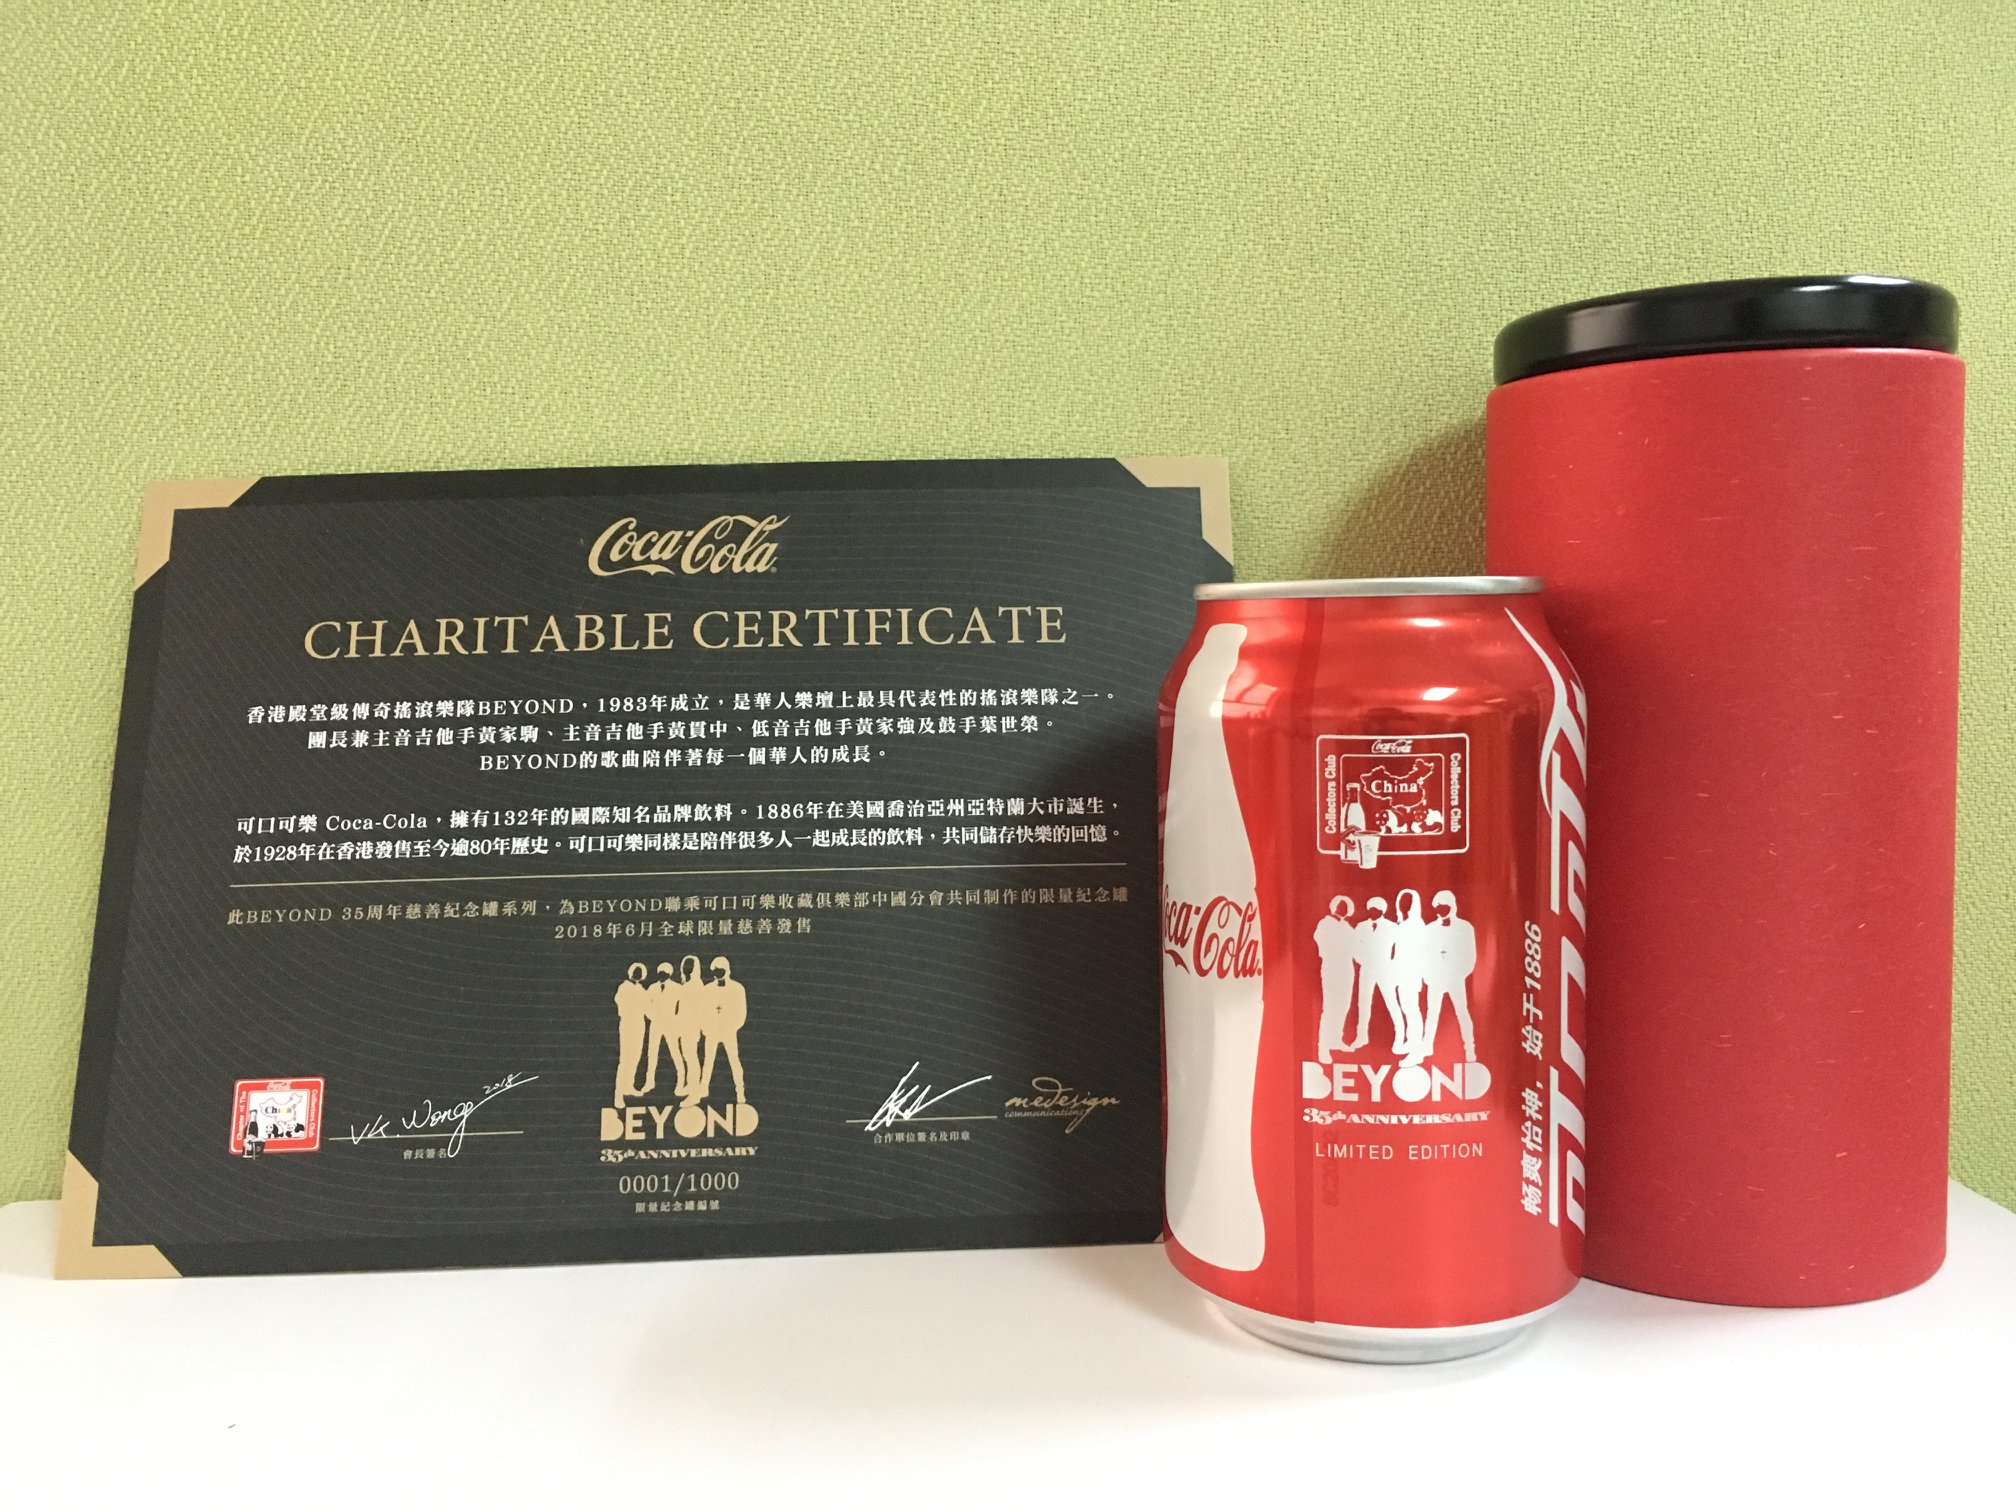 Coca-Cola
CHARITABLE CERTIFICATE
香港殿堂級傳奇搖滾樂隊BEYOND，1983年成立，是華人樂壇上最具代表性的搖滾樂隊之一。
團長兼主音吉他手黃家駒、主音吉他手黃貫中、低音吉他手黃家強及鼓手葉世榮。
BEYOND的歌曲陪伴著每一個華人的成長。
可口可樂 Coca-Cola，擁有132年的國際知名品牌飲料。1886年在美國喬治亞州亞特蘭大市誕生，
於1928年在香港發售至今逾80年歷史。可口可樂同樣是陪伴很多人一起成長的飲料，共同儲存快樂的回憶。
此BEYOND 35周年慈善紀念罐系列，為BEYOND聯乘可口可樂收藏俱樂部中國分會共同制作的限量紀念罐
2018年6月全球限量慈善發售
BEYOND
35th ANNIVERSARY
0001/1000
限量紀念罐編號
China
Collectors Club
V.K. Wong 2018
會長簽名
合作單位簽名及印章
medesign
communications
Coca-Cola
Coca-Cola
Collectors Club
China
Collectors Club
BEYOND
35th ANNIVERSARY
LIMITED EDITION
畅爽怡神，始于1886